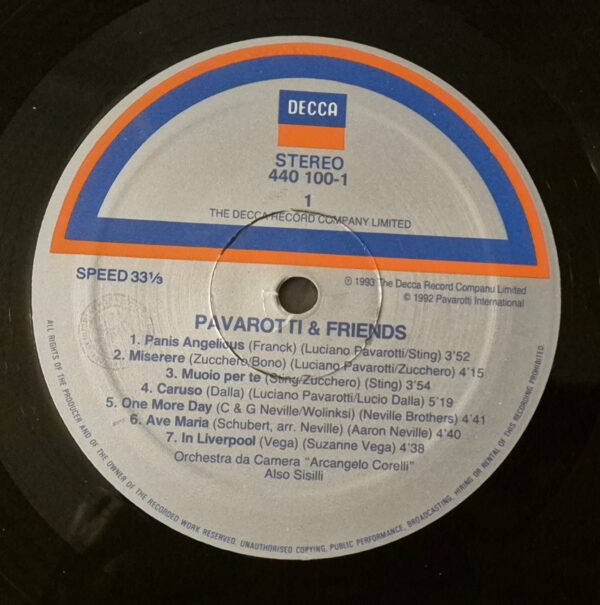 DECCA
STEREO
440 100-1
1
THE DECCA RECORD COMPANY LIMITED
SPEED 33⅓
℗ 1993 The Decca Record Companu Limited
© 1992 Pavarotti International
PAVAROTTI & FRIENDS
1. Panis Angelicus (Franck) (Luciano Pavarotti/Sting) 3'52
2. Miserere (Zucchero/Bono) (Luciano Pavarotti/Zucchero) 4'15
3. Muoio per te (Sting/Zucchero) (Sting) 3'54
4. Caruso (Dalla) (Luciano Pavarotti/Lucio Dalla) 5'19
5. One More Day (C & G Neville/Wolinksi) (Neville Brothers) 4'41
6. Ave Maria (Schubert, arr. Neville) (Aaron Neville) 4'40
7. In Liverpool (Vega) (Suzanne Vega) 4'38
Orchestra da Camera "Arcangelo Corelli"
Also Sisilli
ALL RIGHTS OF THE PRODUCER AND OF THE OWNER OF THE RECORDED WORK RESERVED. UNAUTHORISED COPYING, PUBLIC PERFORMANCE, BROADCASTING, HIRING OR RENTAL OF THIS RECORDING PROHIBITED.